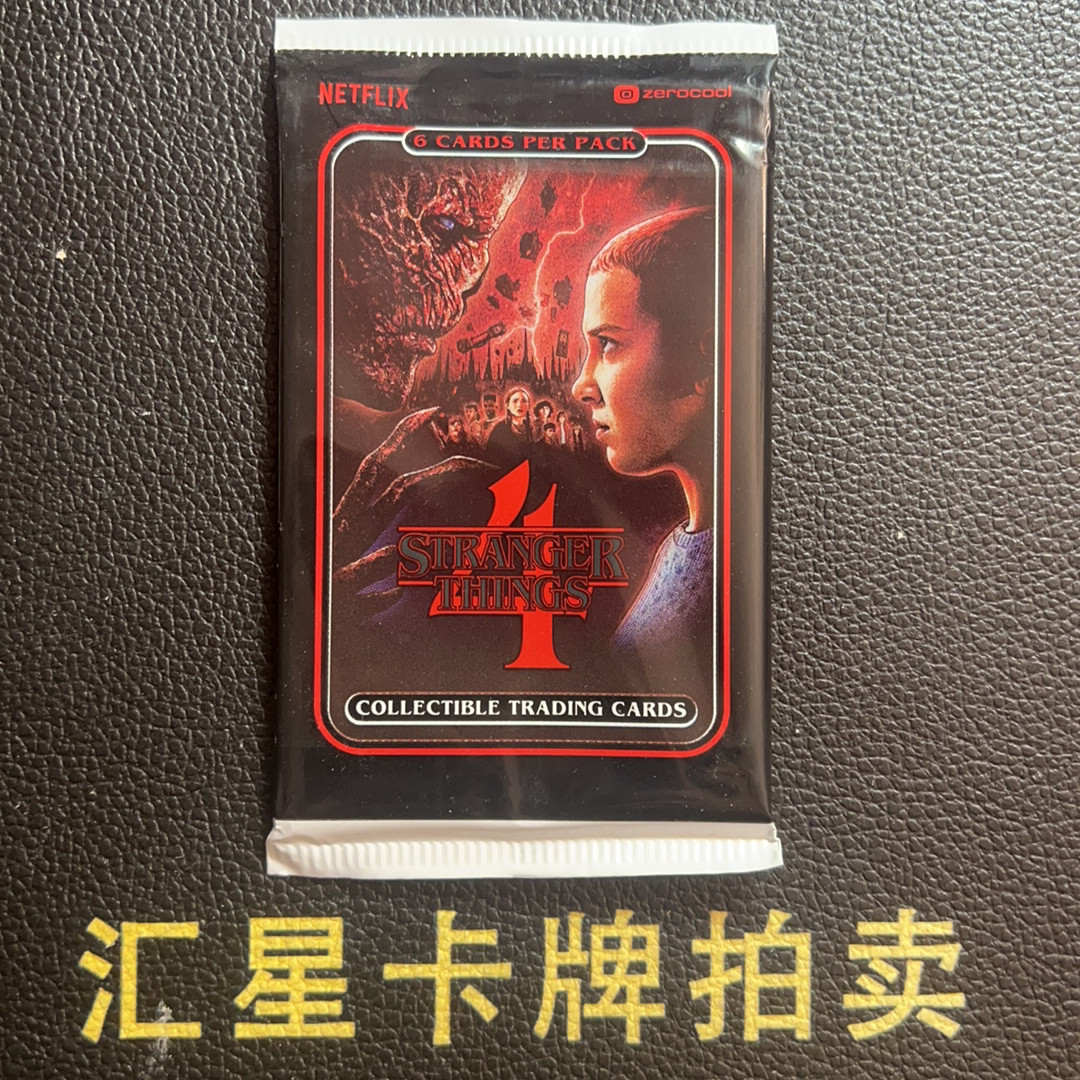 NETFLIX zerocool
6 CARDS PER PACK
4
STRANGER
THINGS
COLLECTIBLE TRADING CARDS
汇星卡牌拍卖